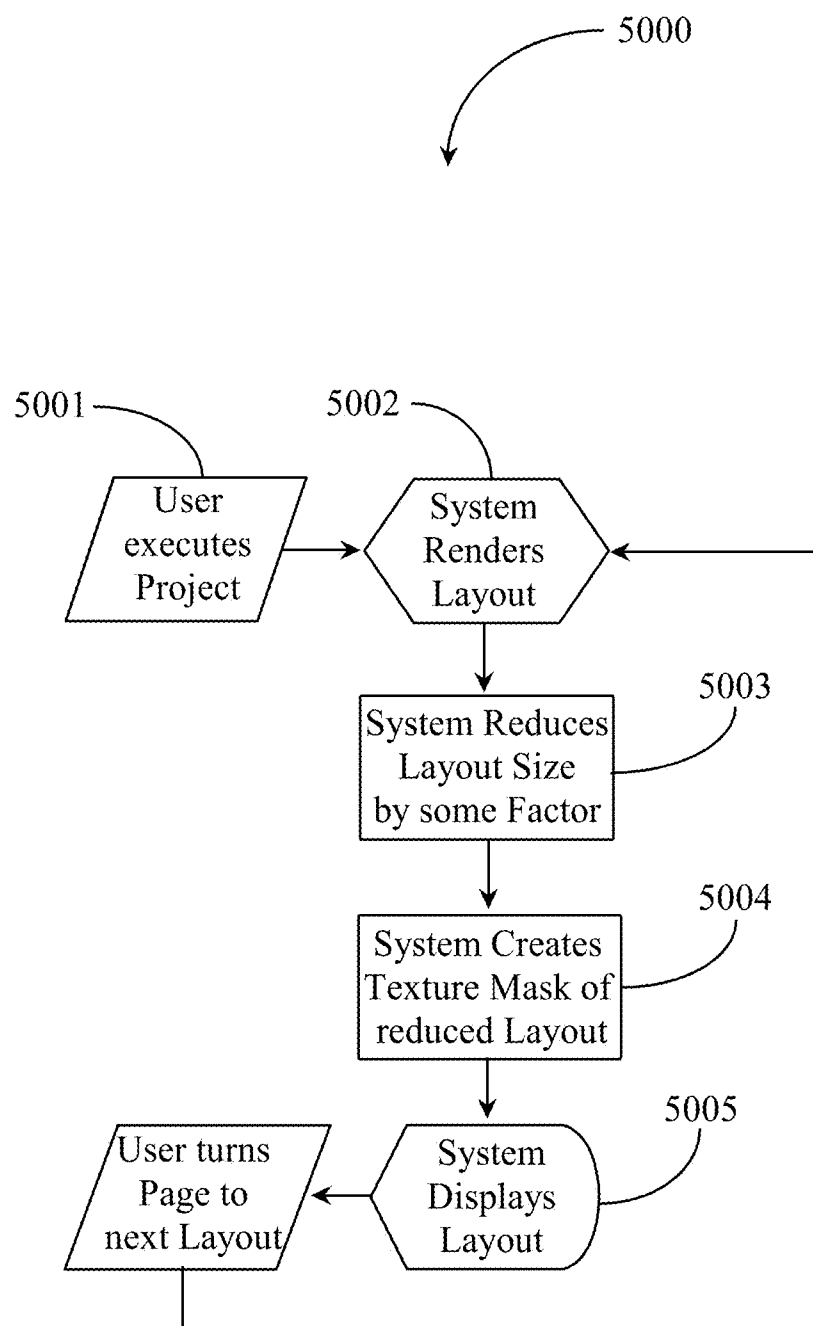 5000
5001
5002
User
executes
Project
System
Renders
Layout
5003
System Reduces
Layout Size
by some Factor
5004
System Creates
Texture Mask of
reduced Layout
5005
System
Displays
Layout
User turns
Page to
next Layout